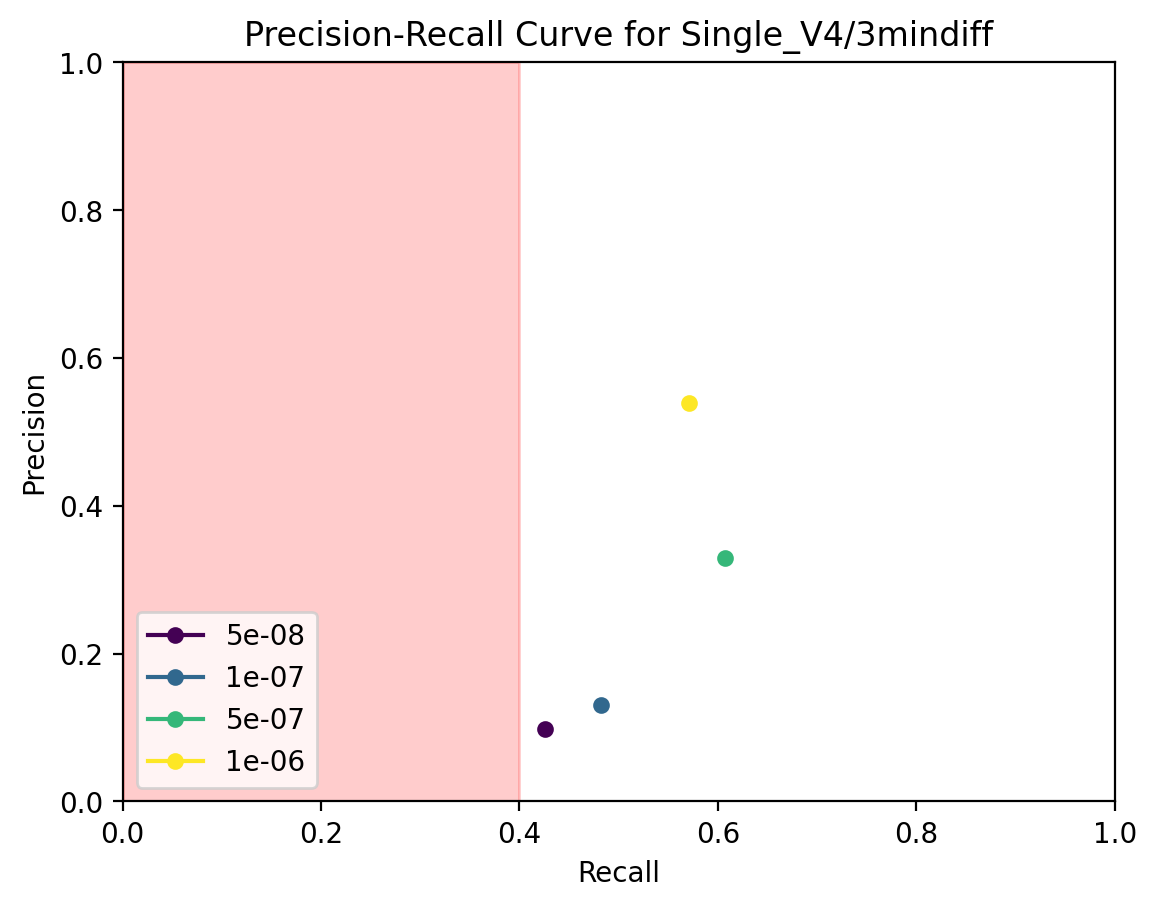 Precision-Recall Curve for Single_V4/3mindiff
1.0
0.8
0.6
0.4
0.2
0.0
Precision
5e-08
1e-07
5e-07
1e-06
0.0 0.2 0.4 0.6 0.8 1.0
Recall